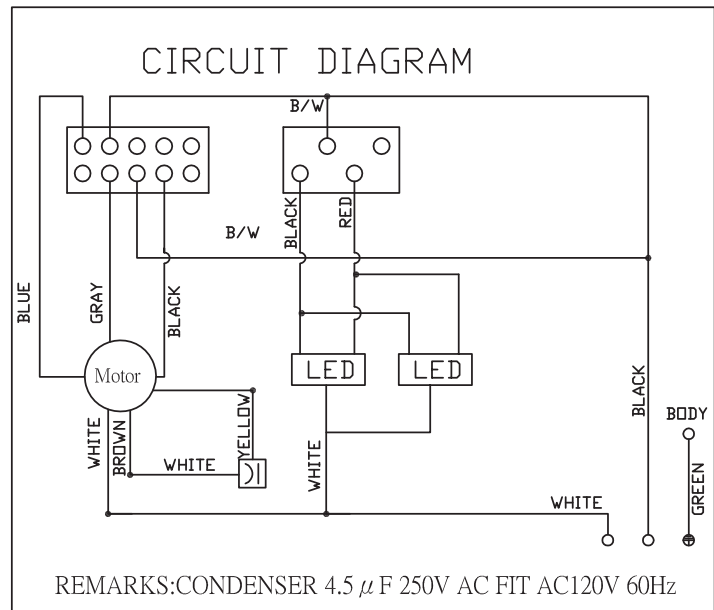 CIRCUIT DIAGRAM
B/W
BLACK
RED
B/W
BLUE
GRAY
BLACK
Motor
LED
LED
BLACK
BODY
WHITE
BROWN
WHITE
YELLOW
WHITE
WHITE
GREEN
REMARKS:CONDENSER 4.5 μ F 250V AC FIT AC120V 60Hz